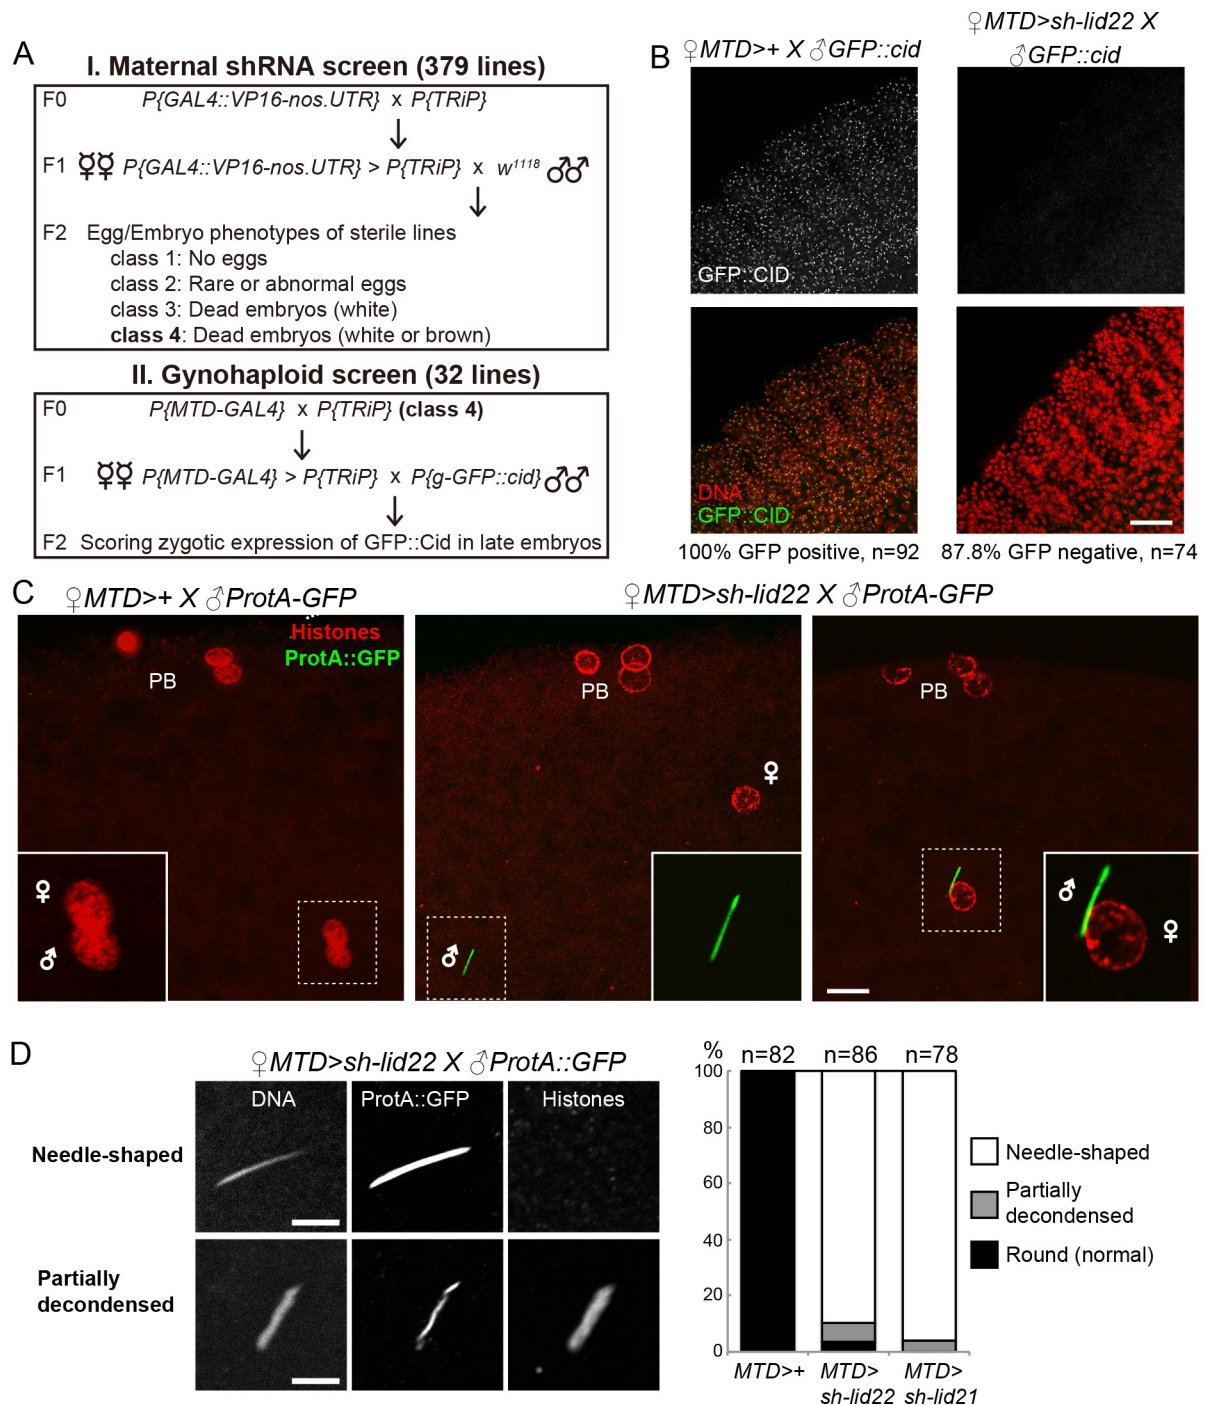 A
I. Maternal shRNA screen (379 lines)
F0 P{GAL4::VP16-nos.UTR} x P{TRiP}
F1 ☿☿ P{GAL4::VP16-nos.UTR} > P{TRiP} x w1118 ♂♂
F2 Egg/Embryo phenotypes of sterile lines
class 1: No eggs
class 2: Rare or abnormal eggs
class 3: Dead embryos (white)
class 4: Dead embryos (white or brown)
II. Gynohaploid screen (32 lines)
F0 P{MTD-GAL4} x P{TRiP} (class 4)
F1 ☿☿ P{MTD-GAL4} > P{TRiP} x P{g-GFP::cid} ♂♂
F2 Scoring zygotic expression of GFP::Cid in late embryos
B
♀MTD>+ X ♂GFP::cid
♀MTD>sh-lid22 X
♂GFP::cid
GFP::CID
DNA
GFP::CID
100% GFP positive, n=92
87.8% GFP negative, n=74
C
♀MTD>+ X ♂ProtA-GFP
♀MTD>sh-lid22 X ♂ProtA-GFP
Histones
ProtA::GFP
PB
♀
♂
PB
♀
♂
PB
♂
♀
D
♀MTD>sh-lid22 X ♂ProtA::GFP
DNA ProtA::GFP Histones
Needle-shaped
Partially
decondensed
% n=82 n=86 n=78
100
80
60
40
20
0
MTD>+
MTD>
sh-lid22
MTD>
sh-lid21
Needle-shaped
Partially
decondensed
Round (normal)